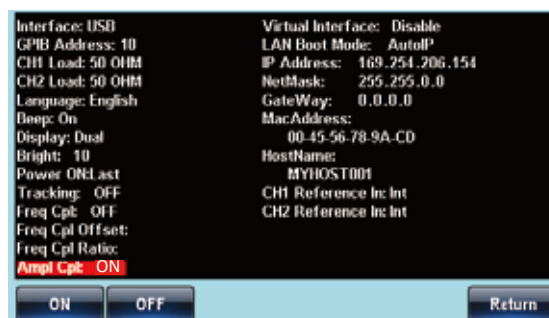 Interface: USB
GPIB Address: 10
CH1 Load: 50 OHM
CH2 Load: 50 OHM
Language: English
Beep: On
Display: Dual
Bright: 10
Power ON:Last
Tracking: OFF
Freq Cpl: OFF
Freq Cpl Offset:
Freq Cpl Ratio:
Ampl Cpl: ON
Virtual Interface: Disable
LAN Boot Mode: AutoIP
IP Address: 169.254.206.154
NetMask: 255.255.0.0
GateWay: 0.0.0.0
MacAddress:
00-45-56-78-9A-CD
HostName:
MYHOST001
CH1 Reference In: Int
CH2 Reference In: Int
ON OFF Return